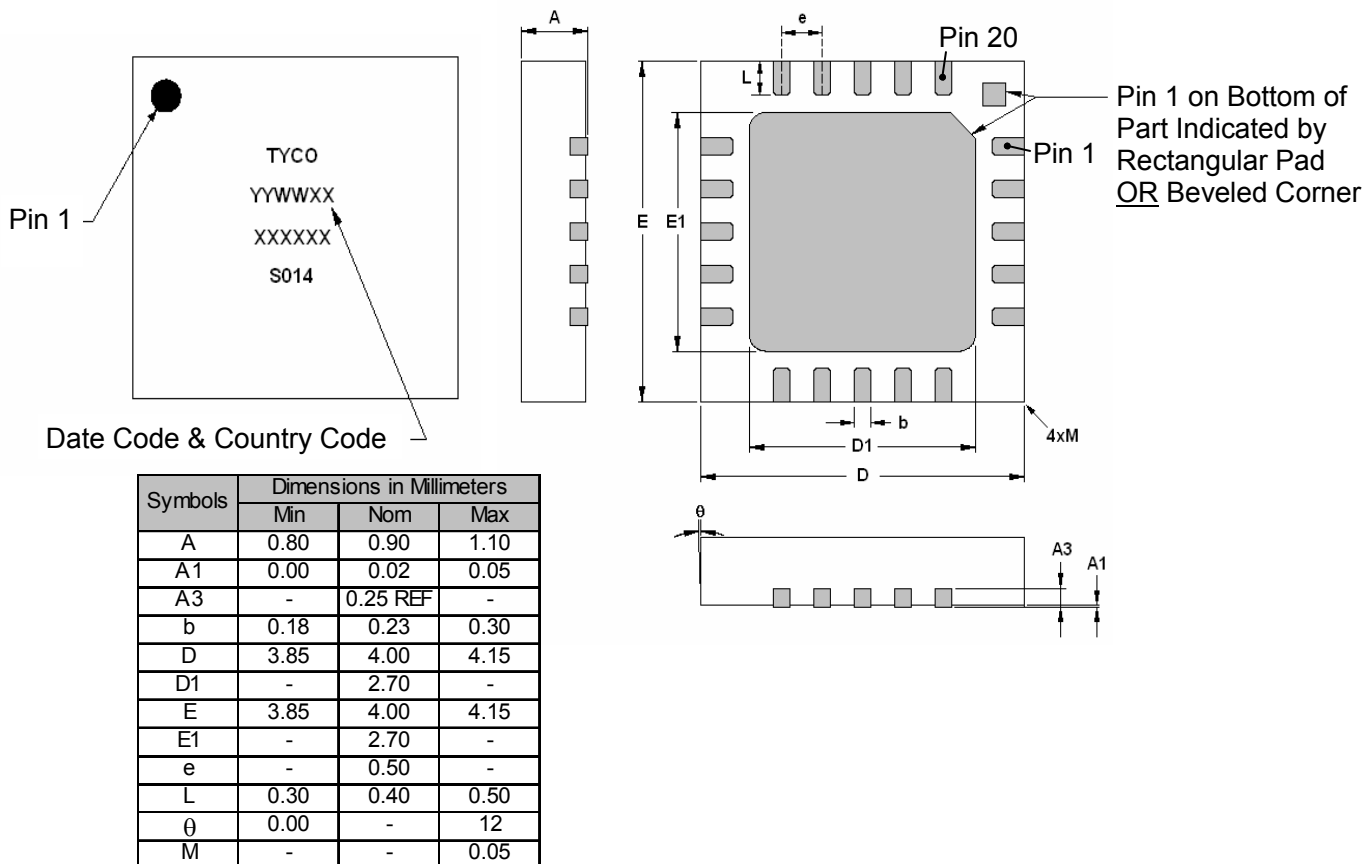 A
e
Pin 20
L
Pin 1 on Bottom of
Part Indicated by
Rectangular Pad
OR Beveled Corner
Pin 1
TYCO
YYWWXX
XXXXXX
S014
Pin 1
E
E1
b
4xM
D1
D
Date Code & Country Code
θ
A3
A1
Symbols Dimensions in Millimeters
Min Nom Max
A 0.80 0.90 1.10
A1 0.00 0.02 0.05
A3 - 0.25 REF -
b 0.18 0.23 0.30
D 3.85 4.00 4.15
D1 - 2.70 -
E 3.85 4.00 4.15
E1 - 2.70 -
e - 0.50 -
L 0.30 0.40 0.50
θ 0.00 - 12
M - - 0.05